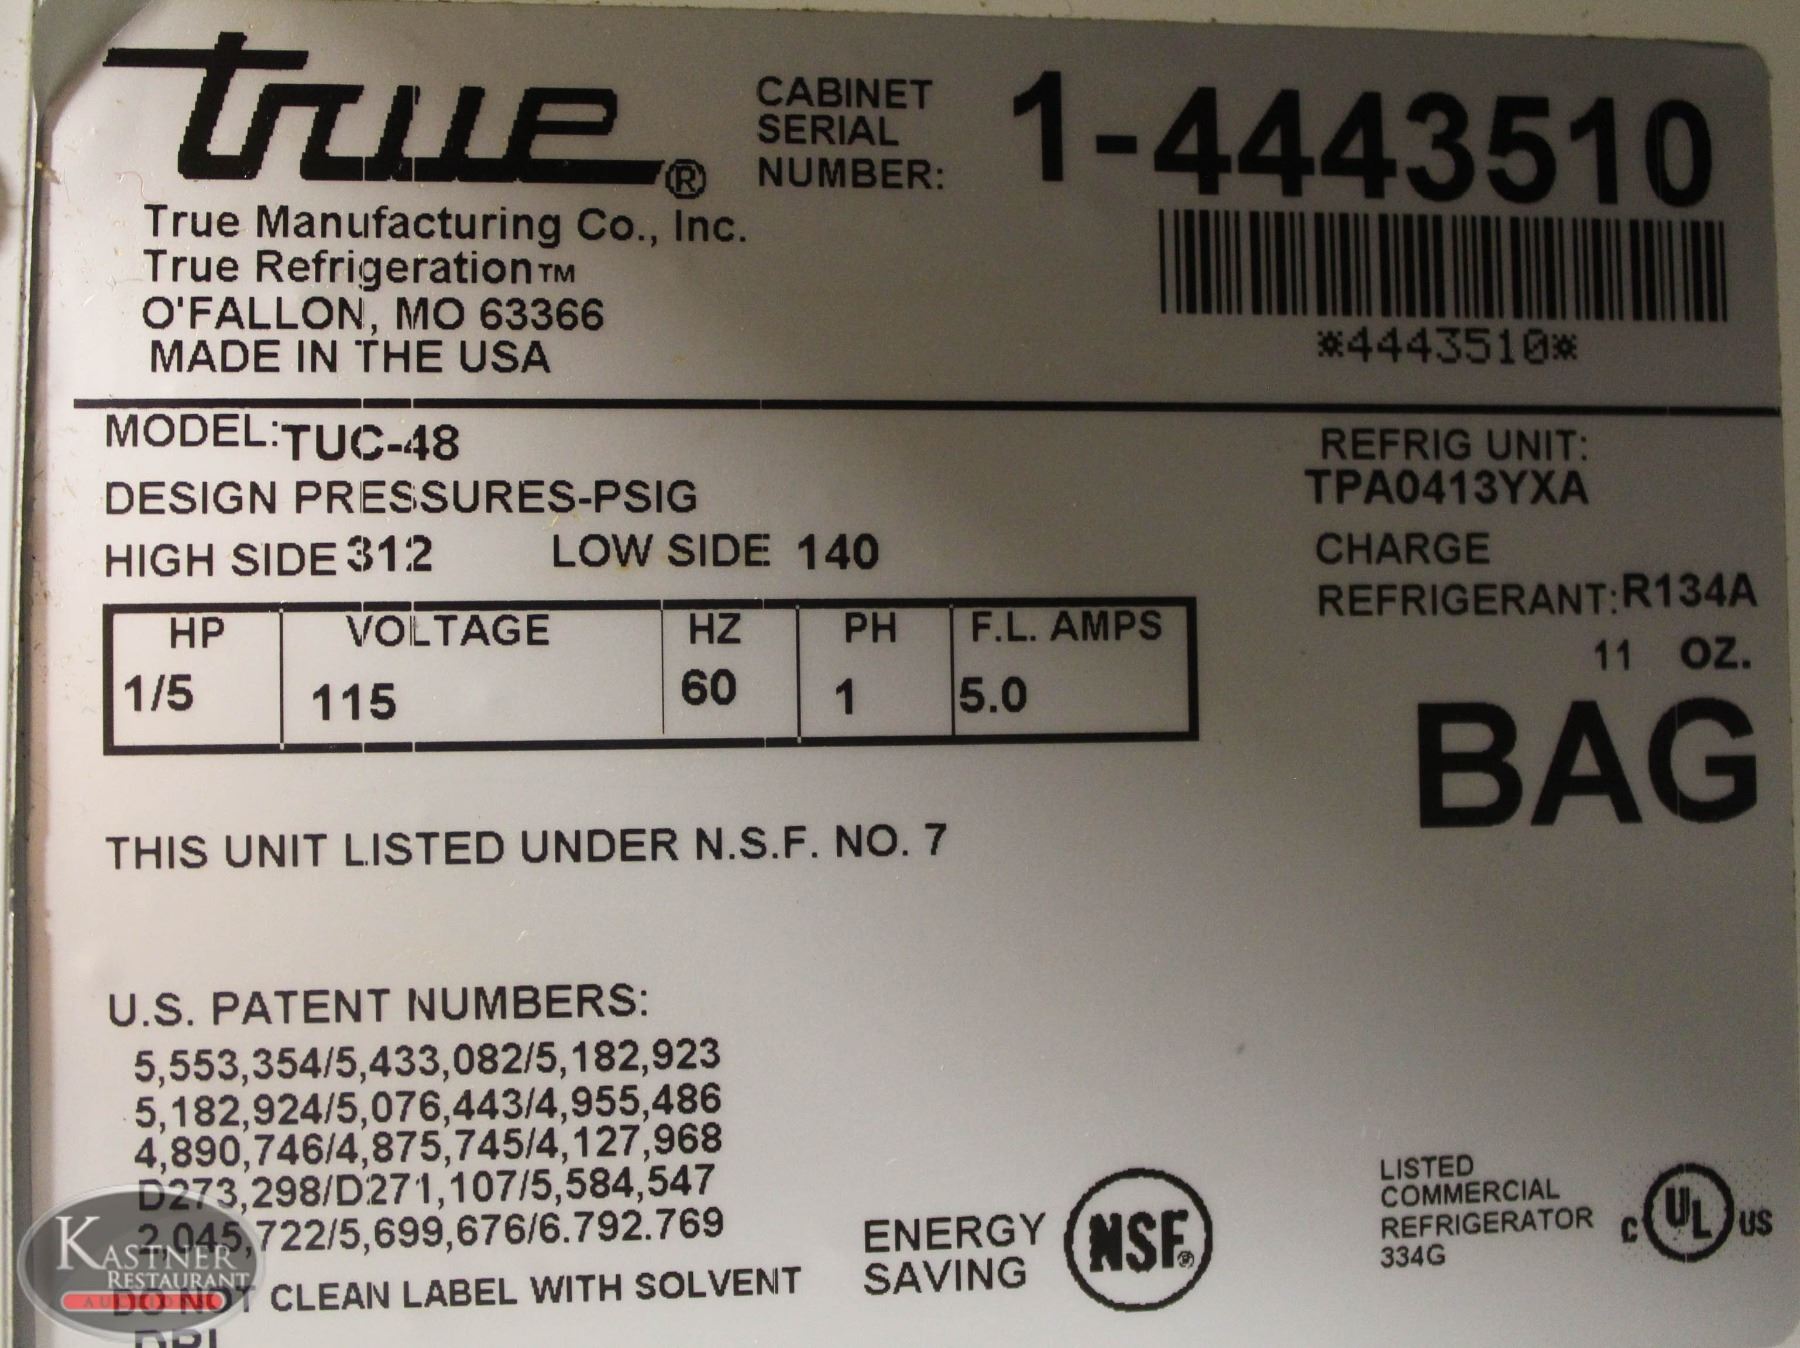 true®
CABINET
SERIAL
NUMBER:
1-4443510
*4443510*
True Manufacturing Co., Inc.
True Refrigeration™
O'FALLON, MO 63366
MADE IN THE USA
MODEL: TUC-48
DESIGN PRESSURES-PSIG
HIGH SIDE 312 LOW SIDE 140
REFRIG UNIT:
TPA0413YXA
CHARGE
REFRIGERANT: R134A
11 OZ.
HP VOLTAGE HZ PH F.L. AMPS
1/5 115 60 1 5.0
BAG
THIS UNIT LISTED UNDER N.S.F. NO. 7
U.S. PATENT NUMBERS:
5,553,354/5,433,082/5,182,923
5,182,924/5,076,443/4,955,486
4,890,746/4,875,745/4,127,968
D273,298/D271,107/5,584,547
2,045,722/5,699,676/6.792.769
DO NOT CLEAN LABEL WITH SOLVENT
ENERGY
SAVING
NSF®
LISTED
COMMERCIAL
REFRIGERATOR
334G
C UL US
KASTNER
RESTAURANT
AUCTIONS